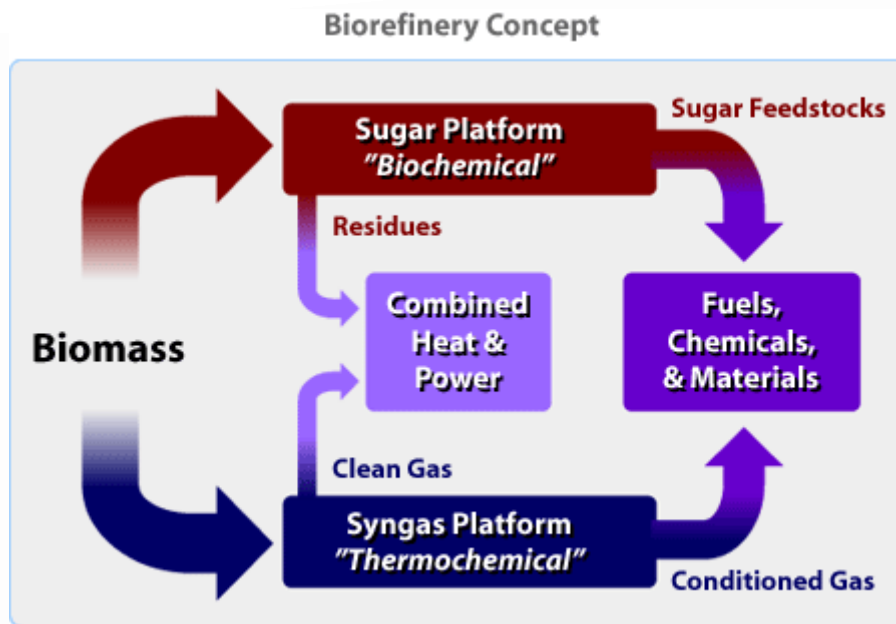 Biorefinery Concept
Sugar Platform
"Biochemical"
Sugar Feedstocks
Residues
Combined
Heat &
Power
Fuels,
Chemicals,
& Materials
Biomass
Clean Gas
Syngas Platform
"Thermochemical"
Conditioned Gas